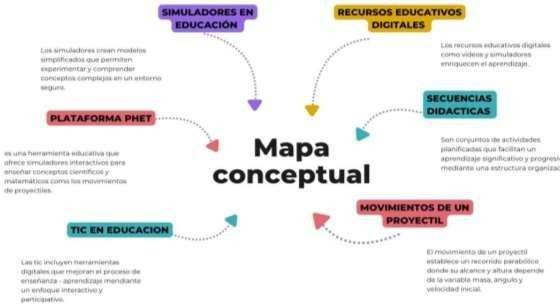 SIMULADORES EN
EDUCACIÓN
Los simuladores crean modelos
simplificados que permiten
experimentar y comprender
conceptos complejos en un entorno
seguro.
RECURSOS EDUCATIVOS
DIGITALES
Los recursos educativos digitales
como videos y simuladores
enriquecen el aprendizaje.
PLATAFORMA PHET
es una herramienta educativa que
ofrece simuladores interactivos para
enseñar conceptos científicos y
matemáticos como los movimientos
de proyectiles.
SECUENCIAS
DIDACTICAS
Son conjuntos de actividades
planificadas que facilitan un
aprendizaje significativo y progresi
mediante una estructura organizad
Mapa
conceptual
TIC EN EDUCACION
Las tic incluyen herramientas
digitales que mejoran el proceso de
enseñanza - aprendizaje mendiante
un enfoque interactivo y
participativo.
MOVIMIENTOS DE UN
PROYECTIL
El movimiento de un proyectil
establece un recorrido parabólico
donde su alcance y altura depende
de la variable masa, angulo y
velocidad inicial.